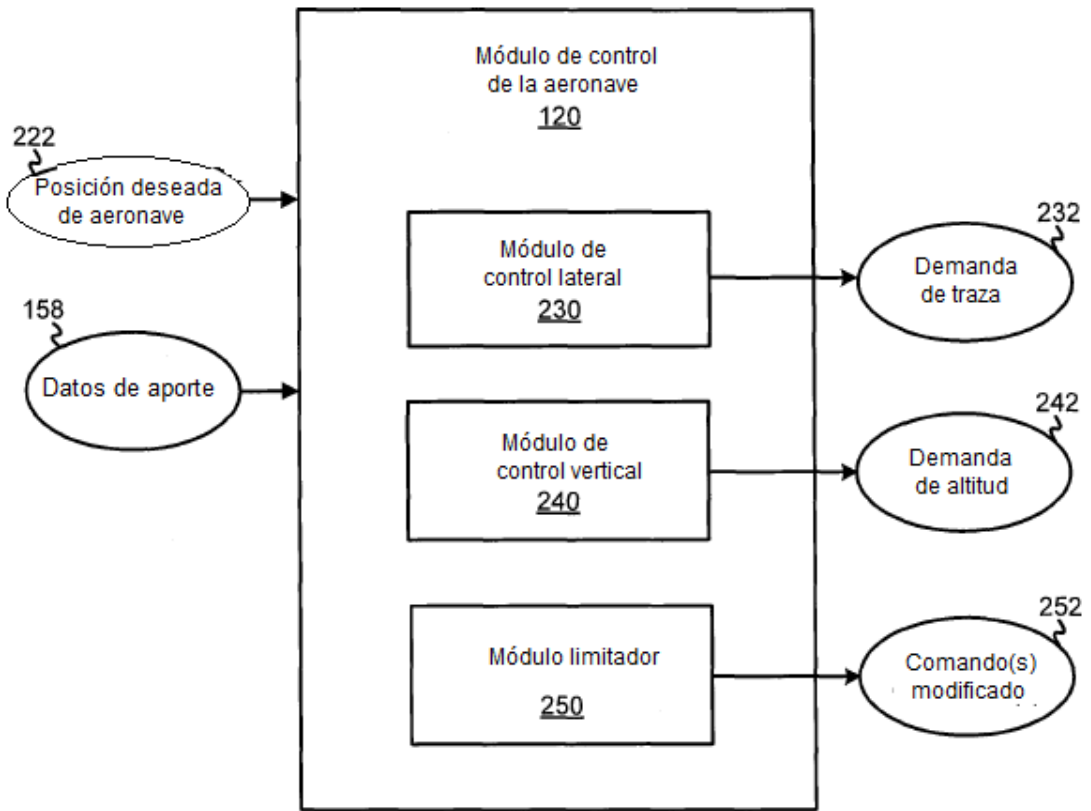 Módulo de control
de la aeronave
120
222
Posición deseada
de aeronave
158
Datos de aporte
Módulo de
control lateral
230
232
Demanda
de traza
Módulo de
control vertical
240
242
Demanda
de altitud
Módulo limitador
250
252
Comando(s)
modificado